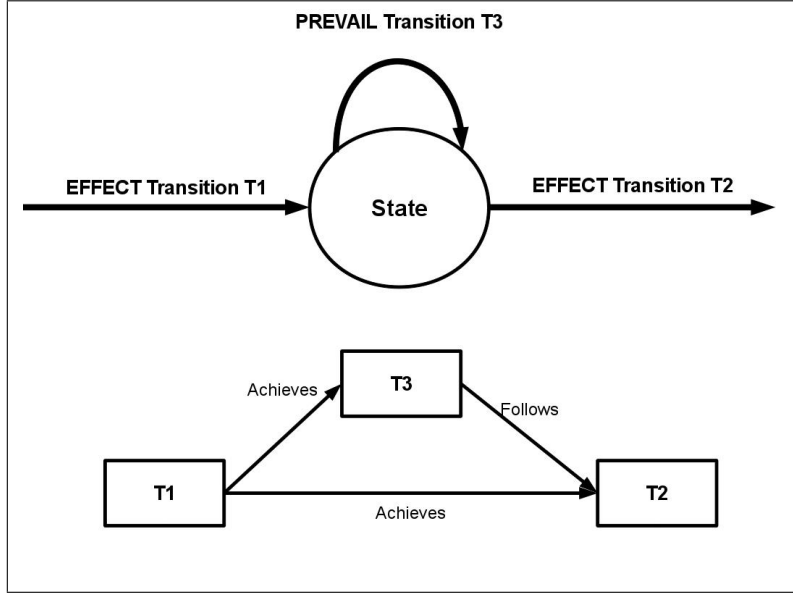 PREVAIL Transition T3
EFFECT Transition T1
State
EFFECT Transition T2
T3
Achieves
Follows
T1
T2
Achieves